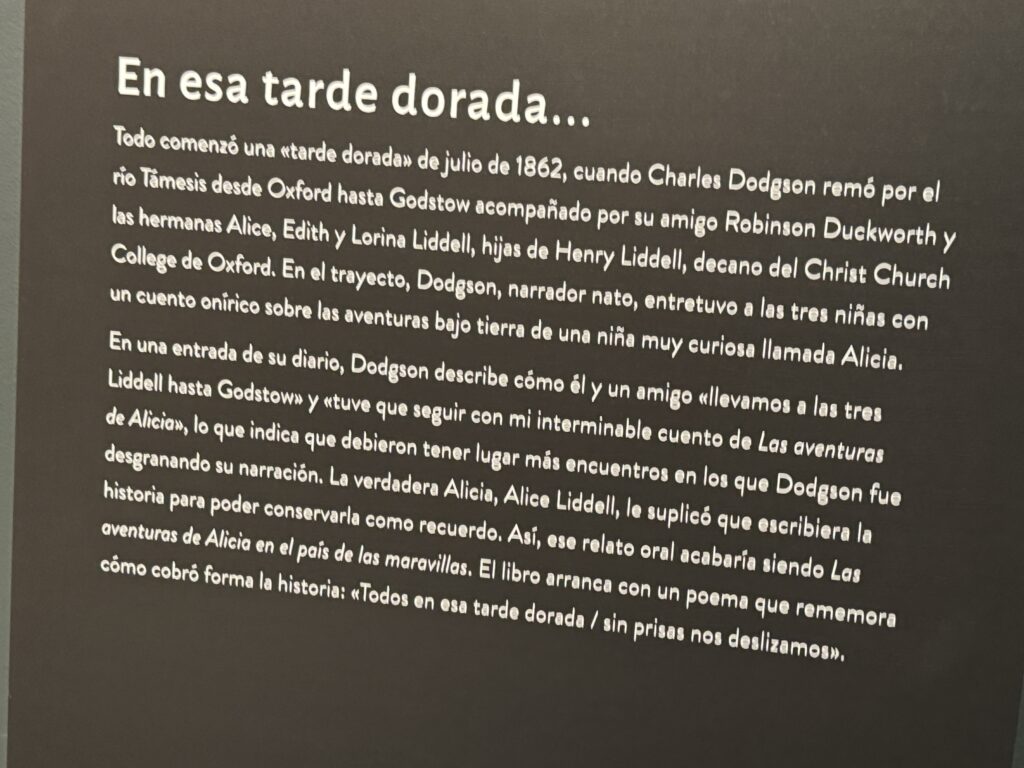 En esa tarde dorada...
Todo comenzó una «tarde dorada» de julio de 1862, cuando Charles Dodgson remó por el
río Támesis desde Oxford hasta Godstow acompañado por su amigo Robinson Duckworth y
las hermanas Alice, Edith y Lorina Liddell, hijas de Henry Liddell, decano del Christ Church
College de Oxford. En el trayecto, Dodgson, narrador nato, entretuvo a las tres niñas con
un cuento onírico sobre las aventuras bajo tierra de una niña muy curiosa llamada Alicia.
En una entrada de su diario, Dodgson describe cómo él y un amigo «llevamos a las tres
Liddell hasta Godstow» y «tuve que seguir con mi interminable cuento de Las aventuras
de Alicia», lo que indica que debieron tener lugar más encuentros en los que Dodgson fue
desgranando su narración. La verdadera Alicia, Alice Liddell, le suplicó que escribiera la
historia para poder conservarla como recuerdo. Así, ese relato oral acabaría siendo Las
aventuras de Alicia en el país de las maravillas. El libro arranca con un poema que rememora
cómo cobró forma la historia: «Todos en esa tarde dorada / sin prisas nos deslizamos».